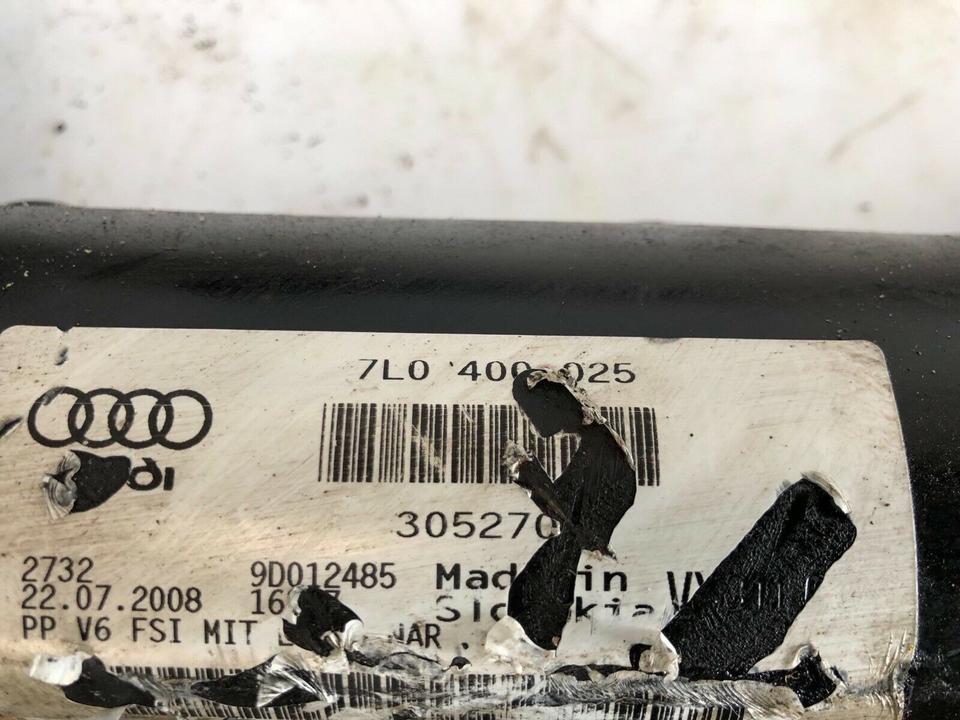 7L0 400 025
305270
2732 9D012485 Made in
22.07.2008 Slovakia
PP V6 FSI MIT